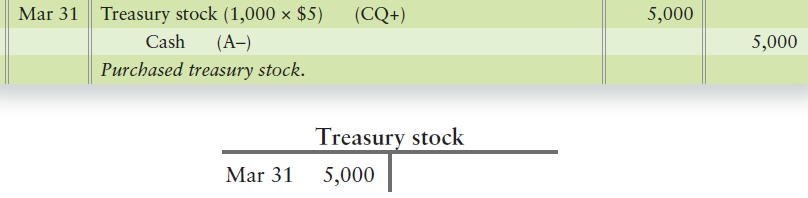 Mar 31 Treasury stock (1,000 × $5) (CQ+) 5,000
Cash (A–) 5,000
Purchased treasury stock.
Treasury stock
Mar 31 5,000